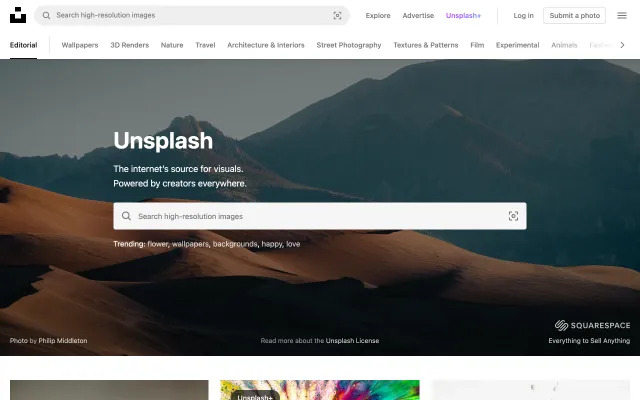 Search high-resolution images
Explore
Advertise
Unsplash+
Log in
Submit a photo
Editorial
Wallpapers
3D Renders
Nature
Travel
Architecture & Interiors
Street Photography
Textures & Patterns
Film
Experimental
Animals
Unsplash
The internet's source for visuals.
Powered by creators everywhere.
Search high-resolution images
Trending: flower, wallpapers, backgrounds, happy, love
SQUARESPACE
Photo by Philip Middleton
Read more about the Unsplash License
Everything to Sell Anything
Unsplash+